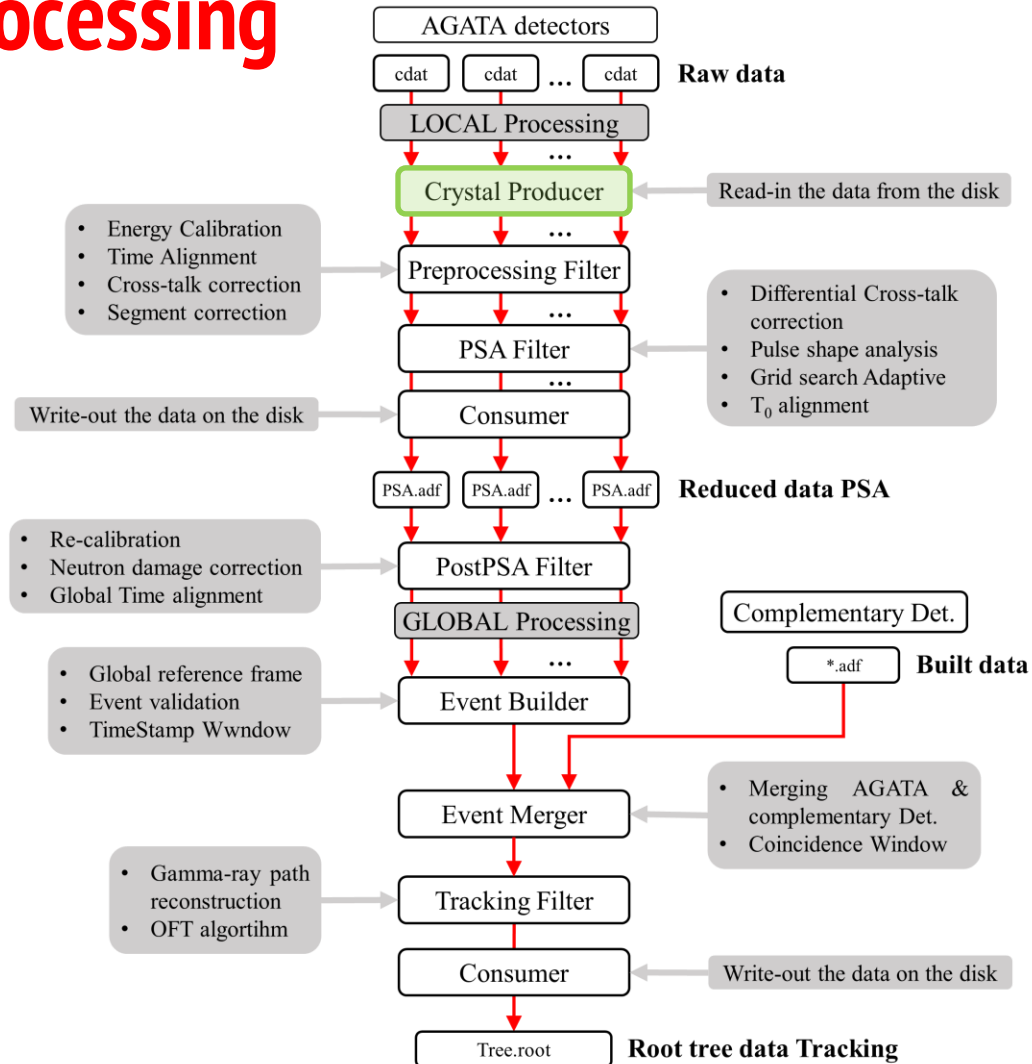 ocessing
AGATA detectors
cdat cdat ... cdat Raw data
LOCAL Processing
...
Crystal Producer
Read-in the data from the disk
...
• Energy Calibration
• Time Alignment
• Cross-talk correction
• Segment correction
Preprocessing Filter
...
• Differential Cross-talk
correction
• Pulse shape analysis
• Grid search Adaptive
• T₀ alignment
PSA Filter
...
Write-out the data on the disk
Consumer
PSA.adf PSA.adf ... PSA.adf Reduced data PSA
• Re-calibration
• Neutron damage correction
• Global Time alignment
PostPSA Filter
GLOBAL Processing
...
Complementary Det.
*.adf Built data
• Global reference frame
• Event validation
• TimeStamp Wwndow
Event Builder
Event Merger
• Merging AGATA &
complementary Det.
• Coincidence Window
• Gamma-ray path
reconstruction
• OFT algortihm
Tracking Filter
Consumer
Write-out the data on the disk
Tree.root Root tree data Tracking